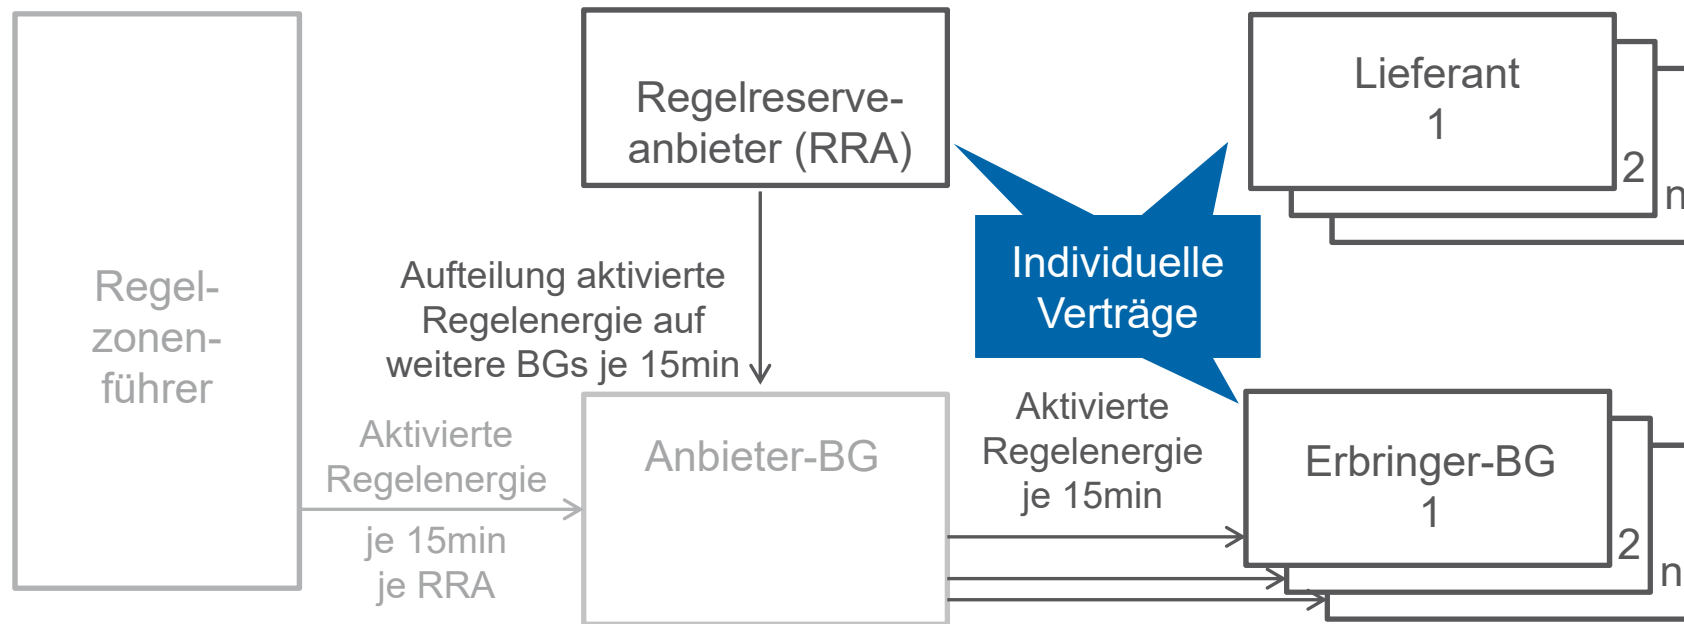 Regelreserve-
anbieter (RRA)
Lieferant
1
2
n
Individuelle
Verträge
Regel-
zonen-
führer
Aufteilung aktivierte
Regelenergie auf
weitere BGs je 15min
Aktivierte
Regelenergie
je 15min
je RRA
Anbieter-BG
Aktivierte
Regelenergie
je 15min
Erbringer-BG
1
2
n